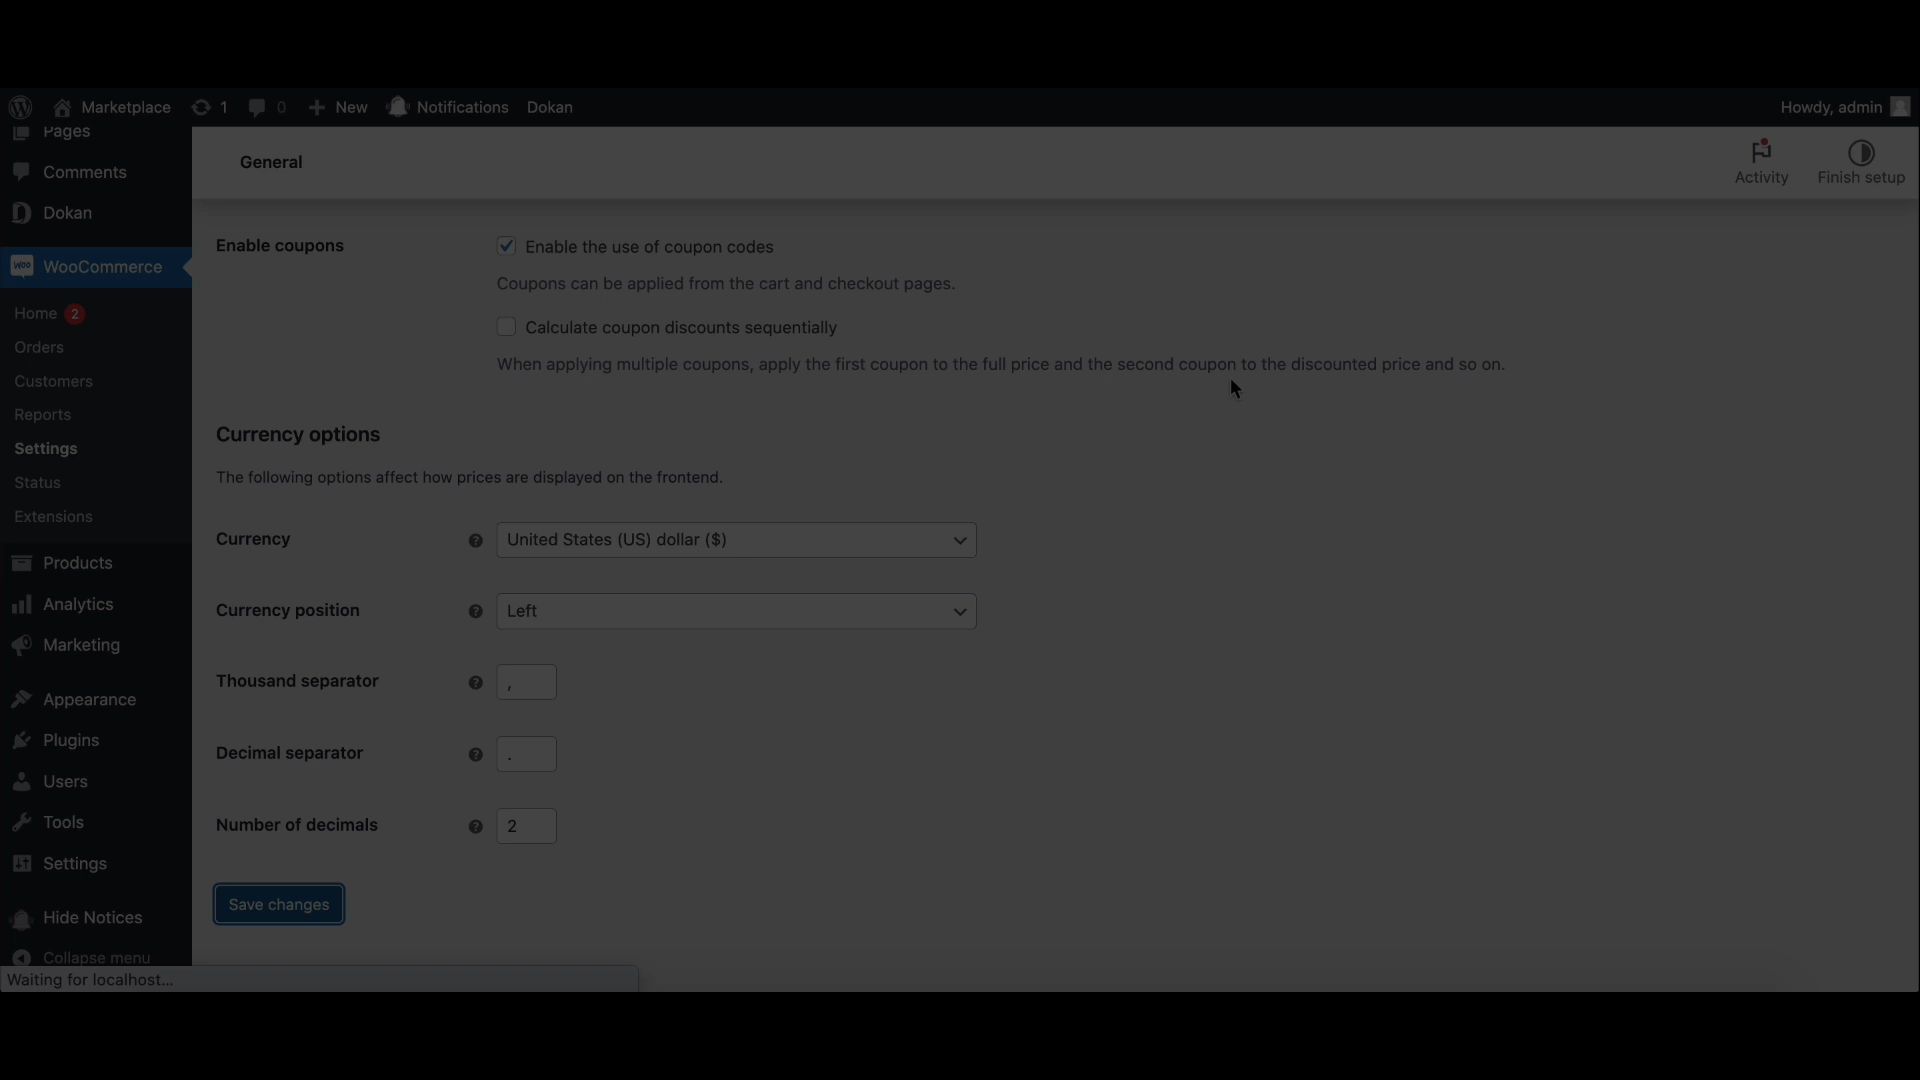 Marketplace 1 0 New Notifications Dokan Howdy, admin
Pages
Comments
Dokan
WooCommerce
Home 2
Orders
Customers
Reports
Settings
Status
Extensions
Products
Analytics
Marketing
Appearance
Plugins
Users
Tools
Settings
Hide Notices
Collapse menu
General
Activity
Finish setup
Enable coupons
Enable the use of coupon codes
Coupons can be applied from the cart and checkout pages.
Calculate coupon discounts sequentially
When applying multiple coupons, apply the first coupon to the full price and the second coupon to the discounted price and so on.
Currency options
The following options affect how prices are displayed on the frontend.
Currency United States (US) dollar ($)
Currency position Left
Thousand separator ,
Decimal separator .
Number of decimals 2
Save changes
Waiting for localhost...